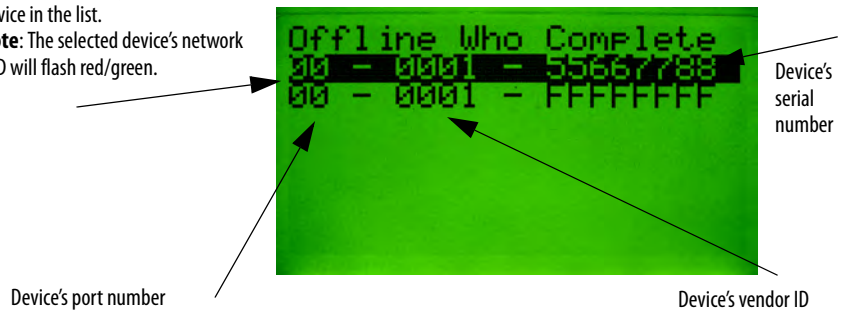 vice in the list.
te: The selected device's network
D will flash red/green.
Offline Who Complete
00 - 0001 - 55667788
00 - 0001 - FFFFFFFF
Device's
serial
number
Device's port number
Device's vendor ID